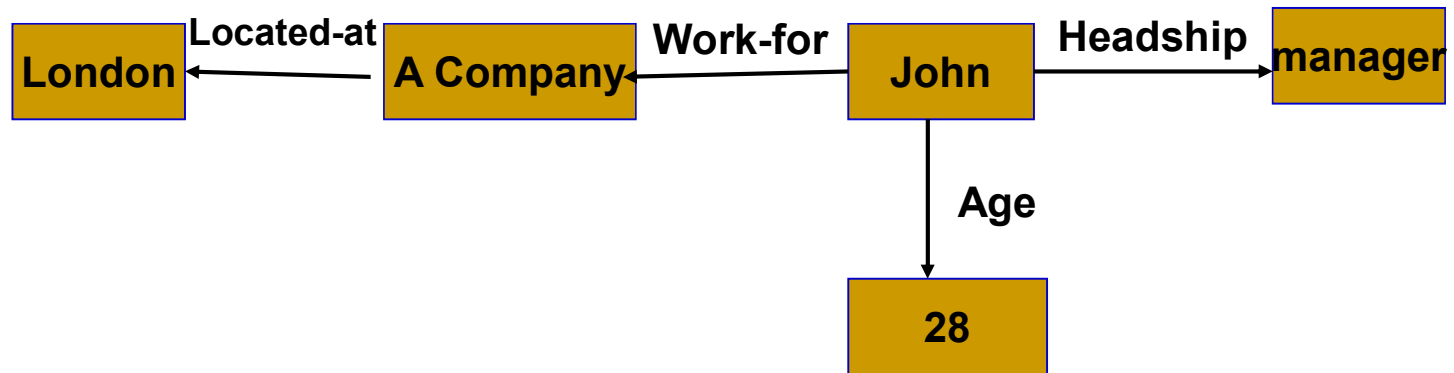 London
Located-at
A Company
Work-for
John
Headship
manager
Age
28